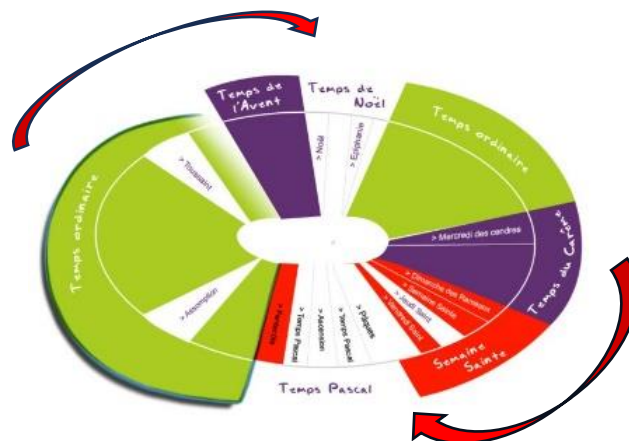 Temps de
l'Avent
Temps de
Noël
Temps ordinaire
> Noël
> Epiphanie
> Mercredi des cendres
Temps du Carême
> Dimanche des Rameaux
> Semaine Sainte
> Jeudi Saint
> Vendredi Saint
Semaine
Sainte
> Pâques
> Temps Pascal
> Ascension
> Temps Pascal
> Pentecôte
Temps Pascal
> Assomption
Temps ordinaire
> Toussaint